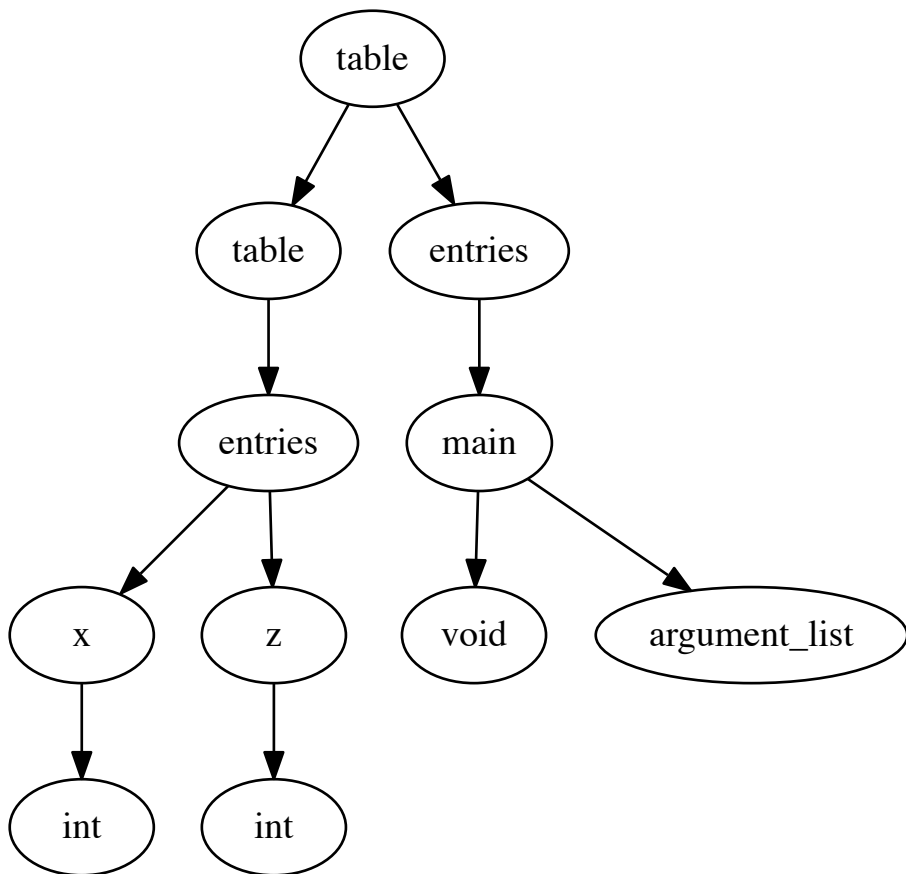 table
table
entries
entries
main
x
z
void
argument_list
int
int